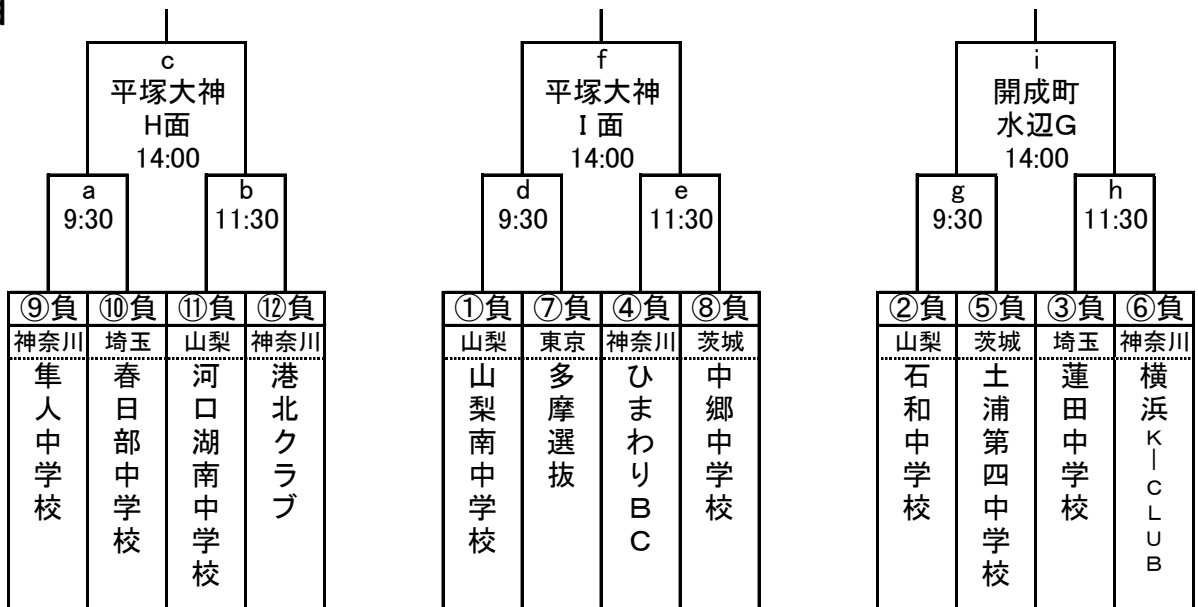 c
平塚大神
H面
14:00
a
9:30
b
11:30
⑨負 ⑩負 ⑪負 ⑫負
神奈川 埼玉 山梨 神奈川
隼人中学校
春日部中学校
河口湖南中学校
港北クラブ
f
平塚大神
I 面
14:00
d
9:30
e
11:30
①負 ⑦負 ④負 ⑧負
山梨 東京 神奈川 茨城
山梨南中学校
多摩選抜
ひまわりBC
中郷中学校
i
開成町
水辺G
14:00
g
9:30
h
11:30
②負 ⑤負 ③負 ⑥負
山梨 茨城 埼玉 神奈川
石和中学校
土浦第四中学校
蓮田中学校
横浜K|CLUB